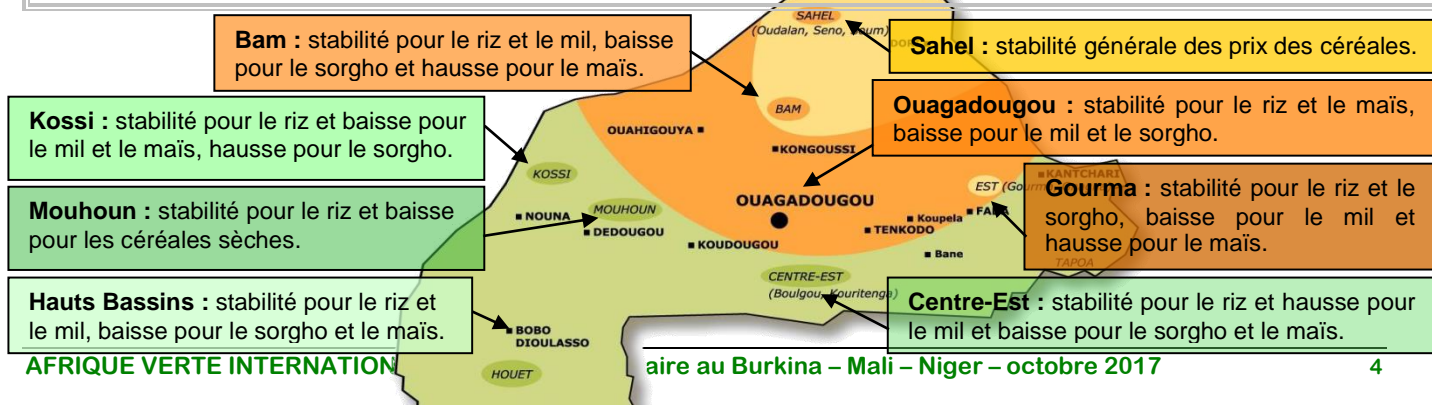 SAHEL
(Oudalan, Seno, Soum)
Bam : stabilité pour le riz et le mil, baisse
pour le sorgho et hausse pour le maïs.
Sahel : stabilité générale des prix des céréales.
Kossi : stabilité pour le riz et baisse pour
le mil et le maïs, hausse pour le sorgho.
BAM
Ouagadougou : stabilité pour le riz et le maïs,
baisse pour le mil et le sorgho.
OUAHIGOUYA
KONGOUSSI
KOSSI
KANTCHARI
EST (Gourma
Mouhoun : stabilité pour le riz et baisse
pour les céréales sèches.
MOUHOUN
NOUNA
DEDOUGOU
OUAGADOUGOU
Koupela
FADA
TENKODO
KOUDOUGOU
Bane
Gourma : stabilité pour le riz et le
sorgho, baisse pour le mil et
hausse pour le maïs.
TAPOA
CENTRE-EST
(Boulgou, Kouritenga)
Hauts Bassins : stabilité pour le riz et
le mil, baisse pour le sorgho et le maïs.
BOBO
DIOULASSO
Centre-Est : stabilité pour le riz et hausse pour
le mil et baisse pour le sorgho et le maïs.
HOUET
AFRIQUE VERTE INTERNATION aire au Burkina – Mali – Niger – octobre 2017 4